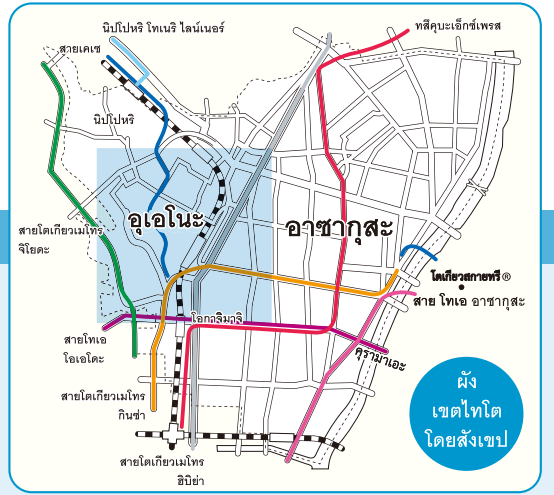 นิปโปหริ โทเนริ ไลน์เนอร์
ทสึคุบะเอ็กซ์เพรส
สายเคเซ
นิปโปหริ
อุเอโนะ
อาซากุสะ
สายโตเกียวเมโทร
จิโยดะ
โตเกียวสกายทรี®
สาย โทเอ อาซากุสะ
โอกาจิมาจิ
สายโทเอ
โอเอโดะ
คุรามาเอะ
สายโตเกียวเมโทร
กินซ่า
ผัง
เขตไทโต
โดยสังเขป
สายโตเกียวเมโทร
ฮิบิย่า